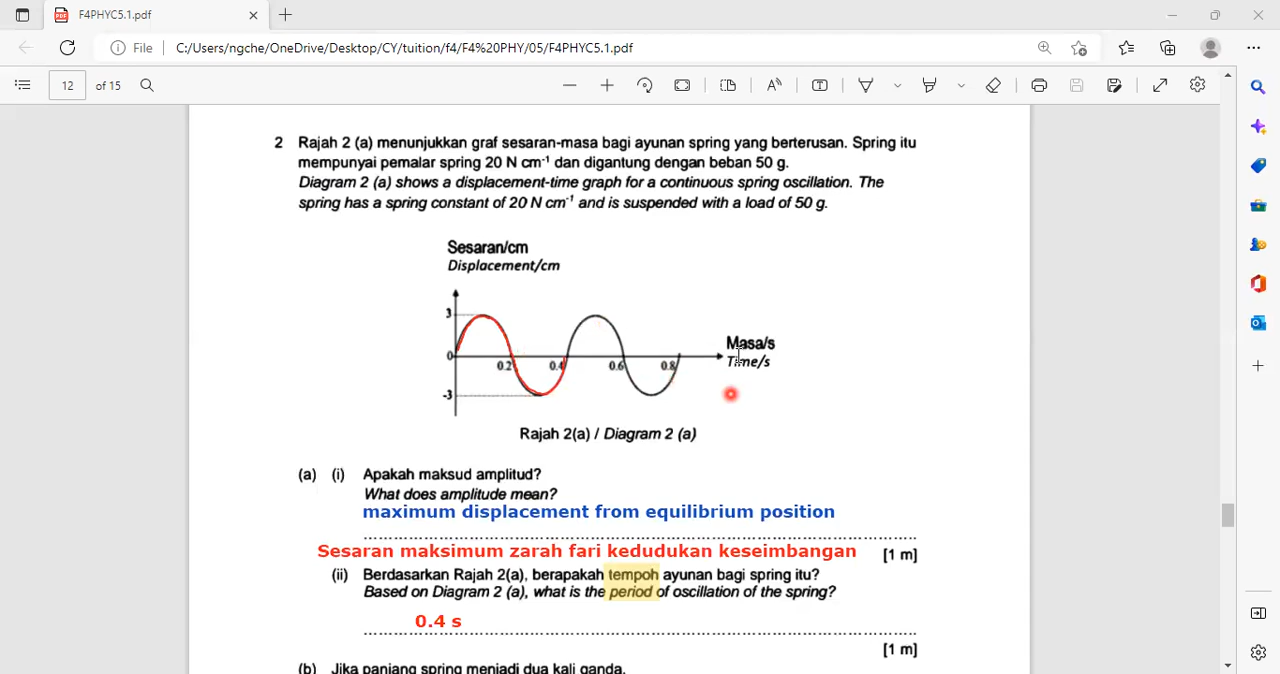 F4PHYC5.1.pdf
File
C:/Users/ngche/OneDrive/Desktop/CY/tuition/f4/F4%20PHY/05/F4PHYC5.1.pdf
12 of 15
2 Rajah 2 (a) menunjukkan graf sesaran-masa bagi ayunan spring yang berterusan. Spring itu
mempunyai pemalar spring 20 N cm⁻¹ dan digantung dengan beban 50 g.
Diagram 2 (a) shows a displacement-time graph for a continuous spring oscillation. The
spring has a spring constant of 20 N cm⁻¹ and is suspended with a load of 50 g.
Sesaran/cm
Displacement/cm
3
0
0.2 0.4 0.6 0.8
-3
Masa/s
Time/s
Rajah 2(a) / Diagram 2 (a)
(a) (i) Apakah maksud amplitud?
What does amplitude mean?
maximum displacement from equilibrium position
Sesaran maksimum zarah fari kedudukan keseimbangan [1 m]
(ii) Berdasarkan Rajah 2(a), berapakah tempoh ayunan bagi spring itu?
Based on Diagram 2 (a), what is the period of oscillation of the spring?
0.4 s
[1 m]
(b) Jika panjang spring menjadi dua kali ganda,